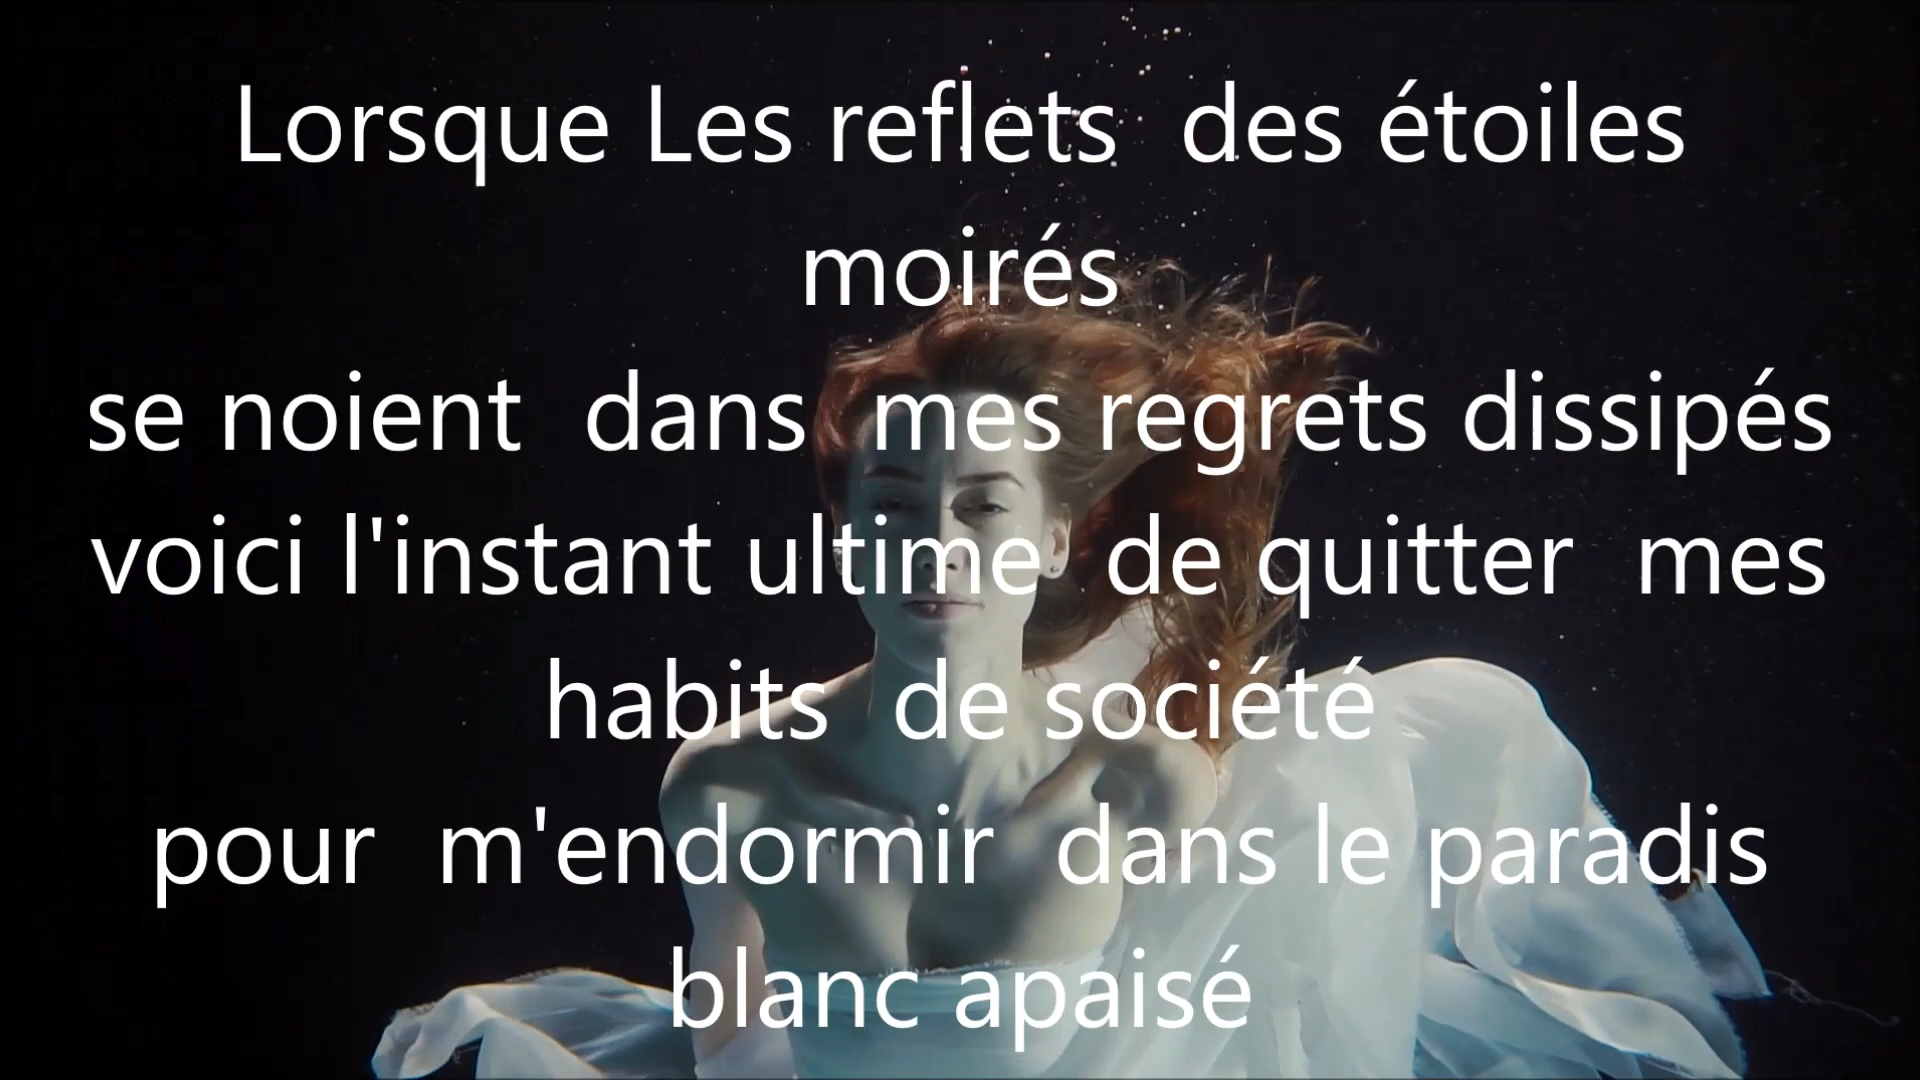 Lorsque Les reflets des étoiles
moirés
se noient dans mes regrets dissipés
voici l'instant ultime de quitter mes
habits de société
pour m'endormir dans le paradis
blanc apaisé